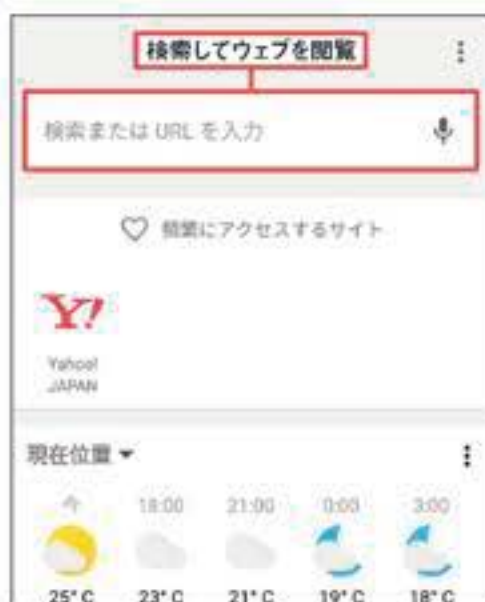 検索してウェブを閲覧
検索または URL を入力
頻繁にアクセスするサイト
Y!
Yahoo!
JAPAN
現在位置
今 18:00 21:00 0:00 3:00
25°C 23°C 21°C 19°C 18°C